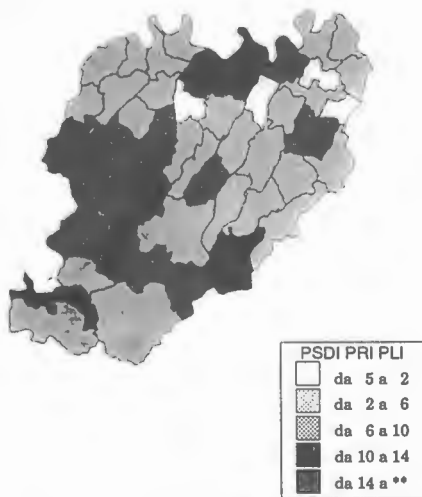 PSDI PRI PLI
da 5 a 2
da 2 a 6
da 6 a 10
da 10 a 14
da 14 a **